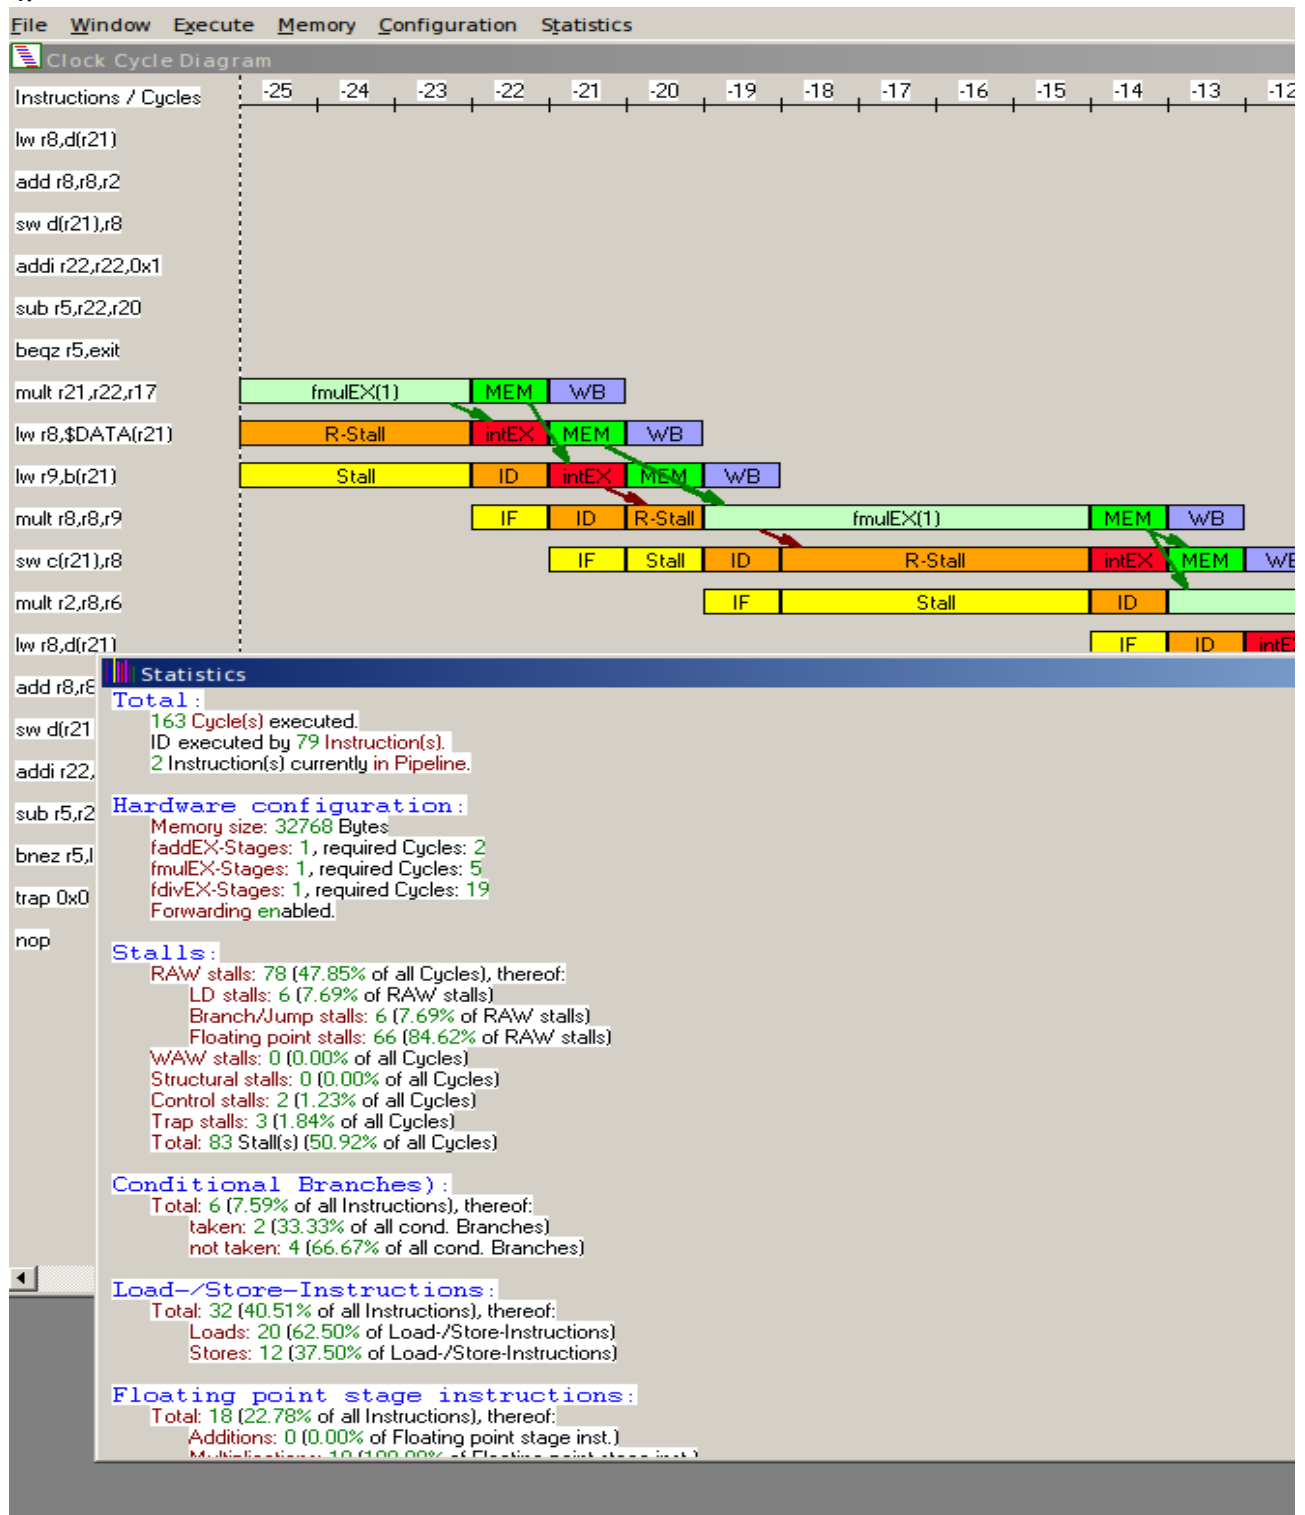 File Window Execute Memory Configuration Statistics
Clock Cycle Diagram
Instructions / Cycles -25 -24 -23 -22 -21 -20 -19 -18 -17 -16 -15 -14 -13 -12
lw r8,d(r21)
add r8,r8,r2
sw d(r21),r8
addi r22,r22,0x1
sub r5,r22,r20
beqz r5,exit
mult r21,r22,r17 fmulEX(1) MEM WB
lw r8,$DATA(r21) R-Stall intEX MEM WB
lw r9,b(r21) Stall ID intEX MEM WB
mult r8,r8,r9 IF ID R-Stall fmulEX(1) MEM WB
sw c(r21),r8 IF Stall ID R-Stall intEX MEM WB
mult r2,r8,r6 IF Stall ID
lw r8,d(r21) IF ID intE
add r8,r8
sw d(r21
addi r22,
sub r5,r2
bnez r5,l
trap 0x0
nop
Statistics
Total:
163 Cycle(s) executed.
ID executed by 79 Instruction(s).
2 Instruction(s) currently in Pipeline.
Hardware configuration:
Memory size: 32768 Bytes
faddEX-Stages: 1, required Cycles: 2
fmulEX-Stages: 1, required Cycles: 5
fdivEX-Stages: 1, required Cycles: 19
Forwarding enabled.
Stalls:
RAW stalls: 78 (47.85% of all Cycles), thereof:
LD stalls: 6 (7.69% of RAW stalls)
Branch/Jump stalls: 6 (7.69% of RAW stalls)
Floating point stalls: 66 (84.62% of RAW stalls)
WAW stalls: 0 (0.00% of all Cycles)
Structural stalls: 0 (0.00% of all Cycles)
Control stalls: 2 (1.23% of all Cycles)
Trap stalls: 3 (1.84% of all Cycles)
Total: 83 Stall(s) (50.92% of all Cycles)
Conditional Branches):
Total: 6 (7.59% of all Instructions), thereof:
taken: 2 (33.33% of all cond. Branches)
not taken: 4 (66.67% of all cond. Branches)
Load-/Store-Instructions:
Total: 32 (40.51% of all Instructions), thereof:
Loads: 20 (62.50% of Load-/Store-Instructions)
Stores: 12 (37.50% of Load-/Store-Instructions)
Floating point stage instructions:
Total: 18 (22.78% of all Instructions), thereof:
Additions: 0 (0.00% of Floating point stage inst.)